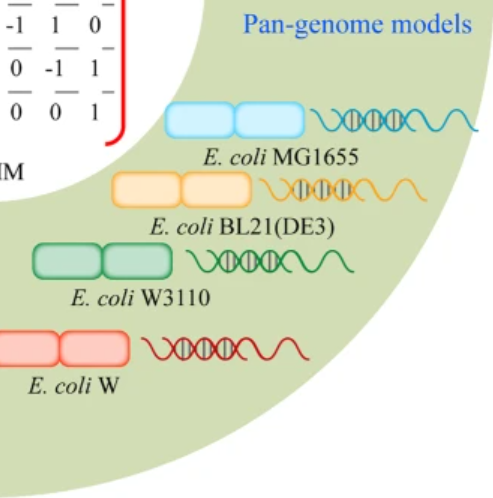 -1 1 0
Pan-genome models
0 -1 1
0 0 1
E. coli MG1655
E. coli BL21(DE3)
E. coli W3110
E. coli W